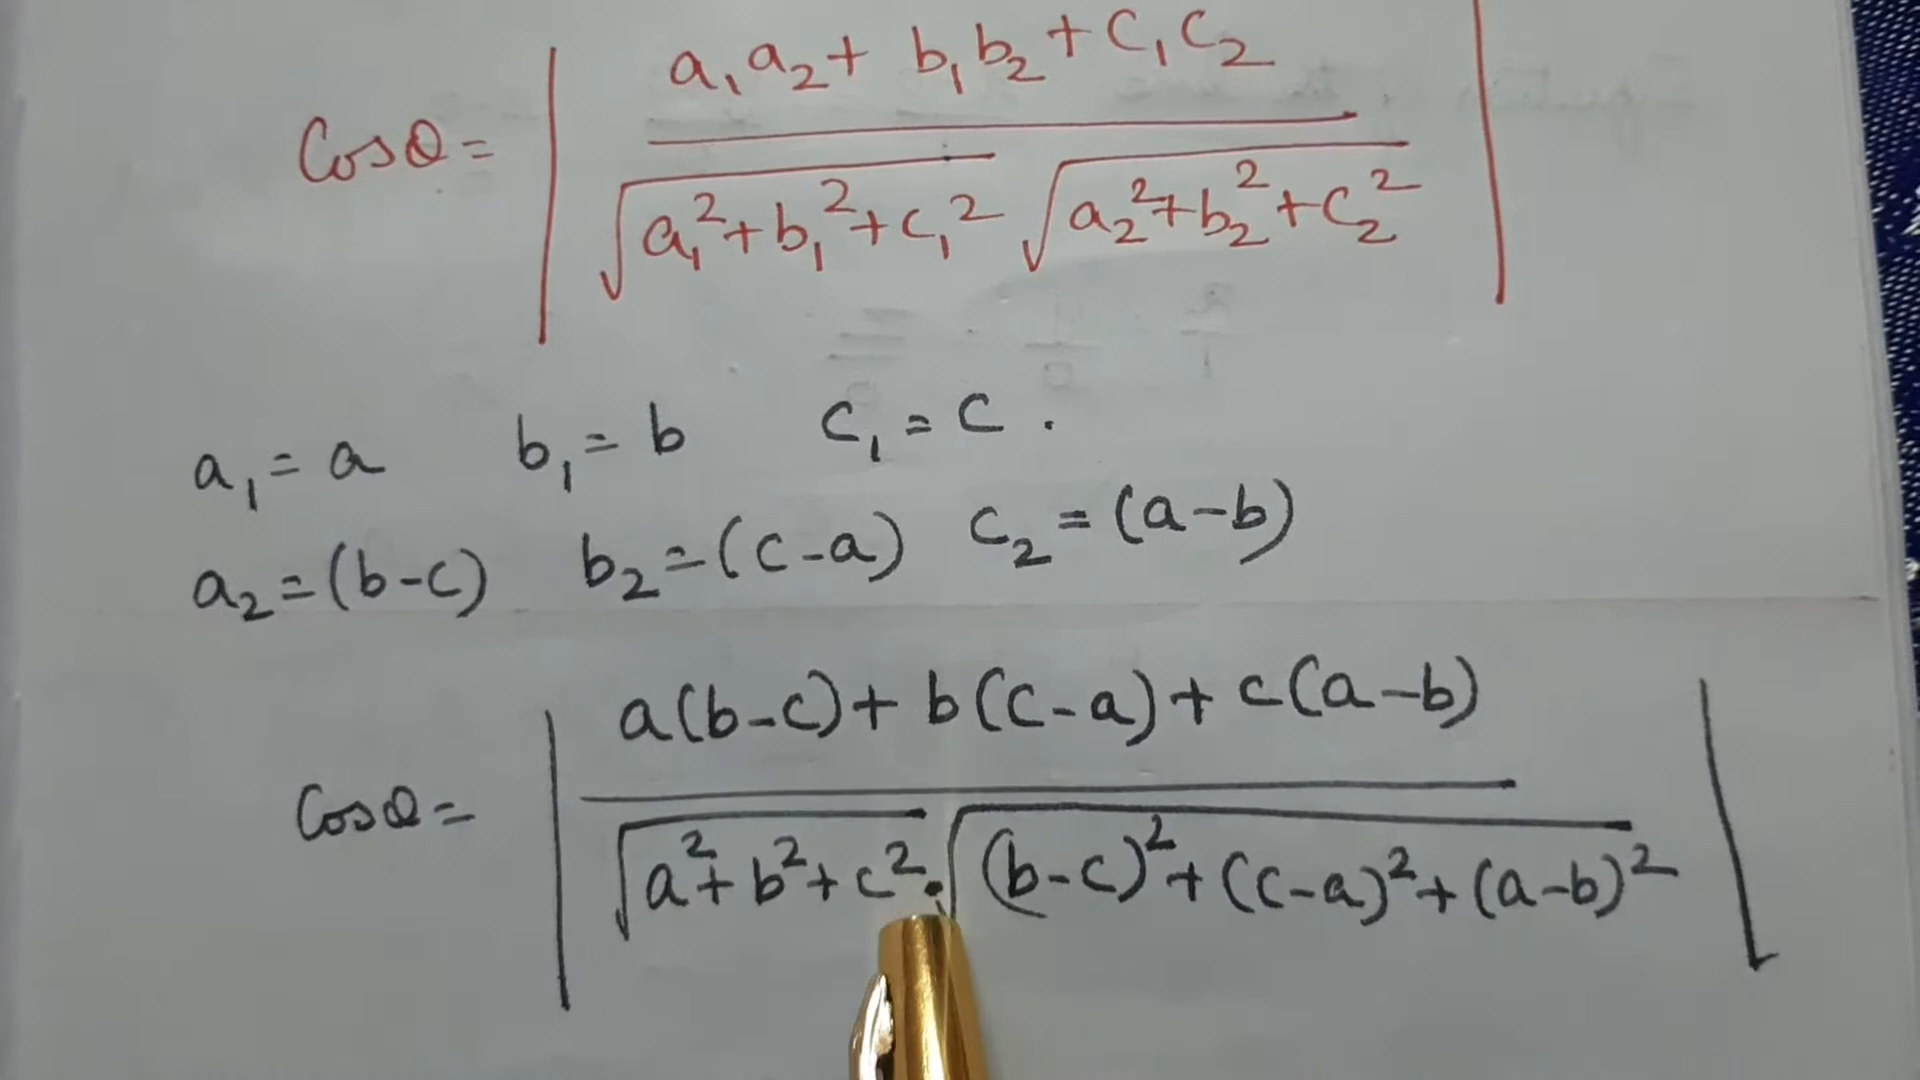 Cosθ = | a₁a₂ + b₁b₂ + c₁c₂ / √a₁² + b₁² + c₁² √a₂² + b₂² + c₂² |
a₁ = a b₁ = b c₁ = c .
a₂ = (b-c) b₂ = (c-a) c₂ = (a-b)
Cosθ = | a(b-c) + b(c-a) + c(a-b) / √a² + b² + c² . √(b-c)² + (c-a)² + (a-b)² |